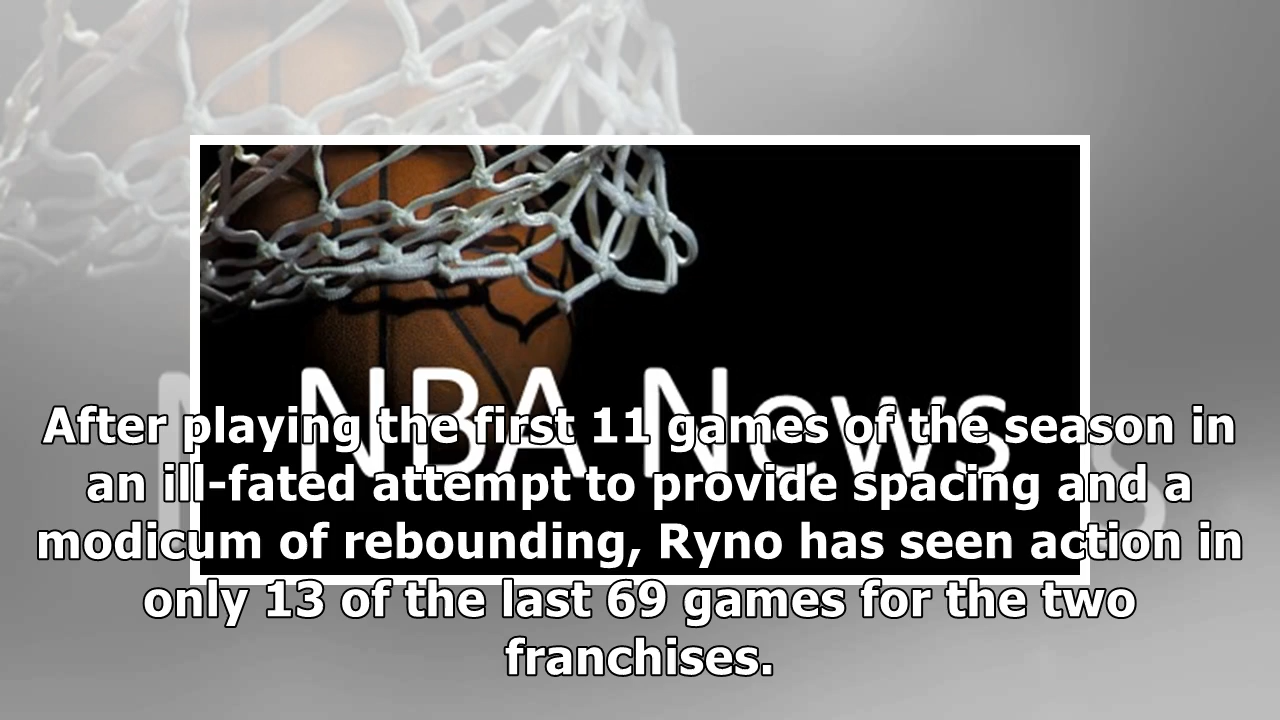 NBA News
After playing the first 11 games of the season in
an ill-fated attempt to provide spacing and a
modicum of rebounding, Ryno has seen action in
only 13 of the last 69 games for the two
franchises.